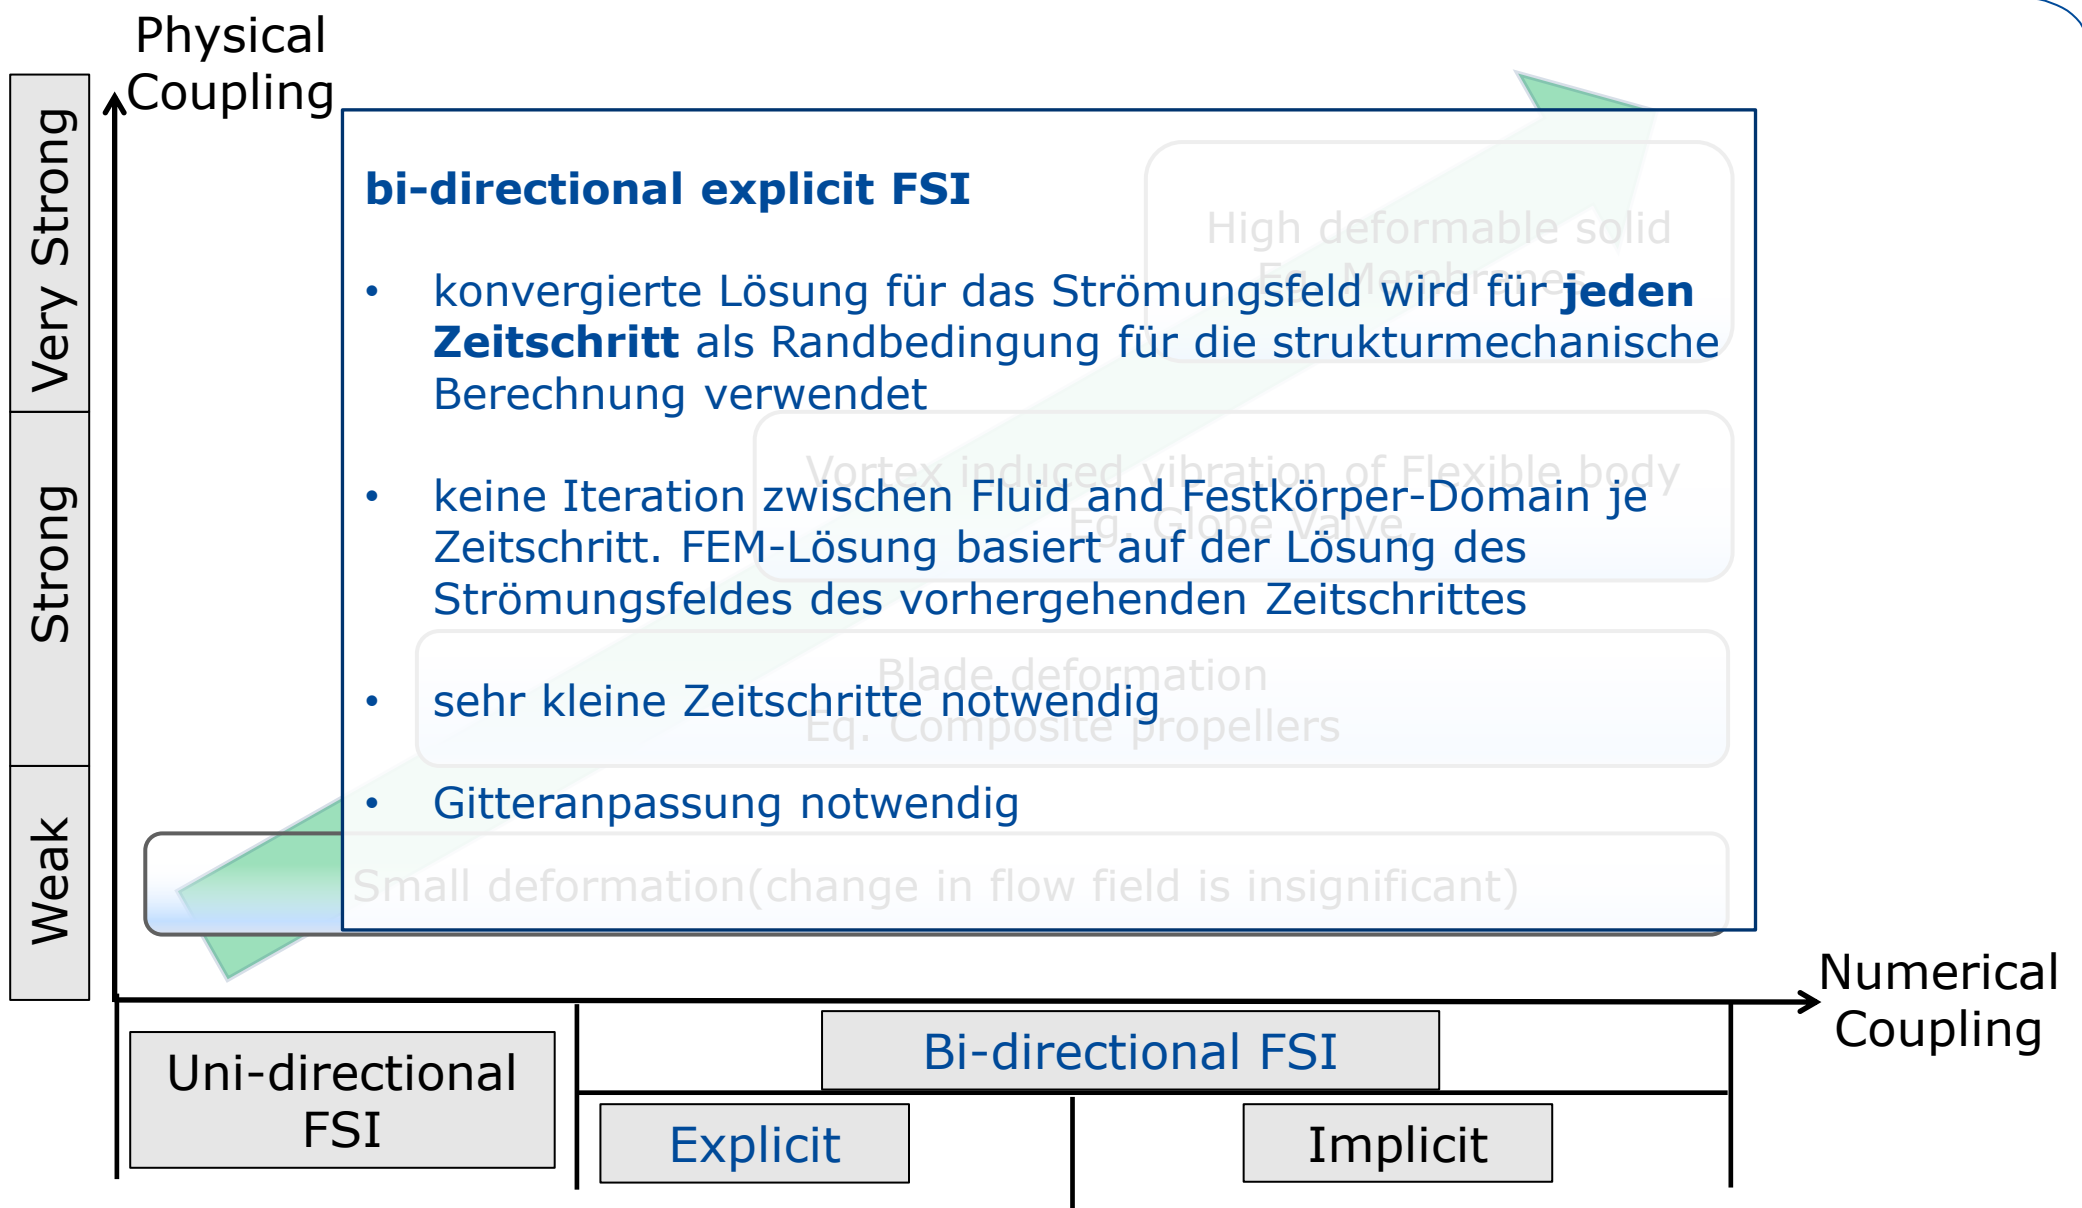 Physical
Coupling
Very Strong
Strong
Weak
bi-directional explicit FSI
• konvergierte Lösung für das Strömungsfeld wird für jeden
Zeitschritt als Randbedingung für die strukturmechanische
Berechnung verwendet
• keine Iteration zwischen Fluid and Festkörper-Domain je
Zeitschritt. FEM-Lösung basiert auf der Lösung des
Strömungsfeldes des vorhergehenden Zeitschrittes
• sehr kleine Zeitschritte notwendig
• Gitteranpassung notwendig
High deformable solid
Eg. Membranes
Vortex induced vibration of Flexible body
Eg. Globe Valve,
Blade deformation
Eq. Composite propellers
Small deformation(change in flow field is insignificant)
Numerical
Coupling
Uni-directional
FSI
Bi-directional FSI
Explicit
Implicit